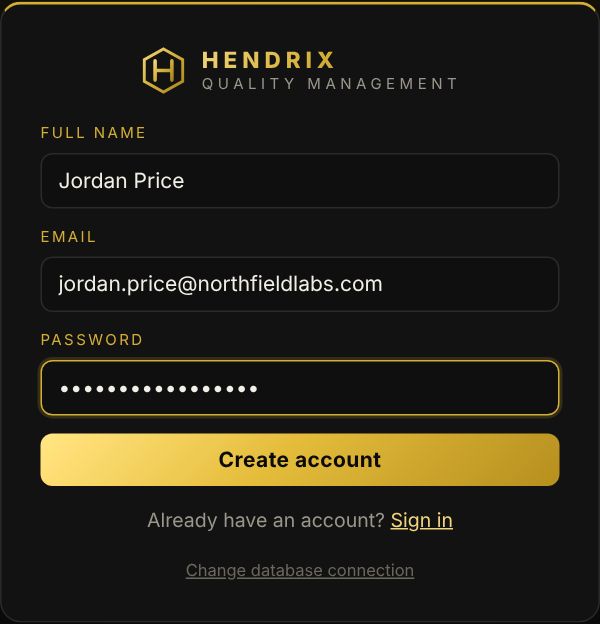 HENDRIX
QUALITY MANAGEMENT
FULL NAME
Jordan Price
EMAIL
jordan.price@northfieldlabs.com
PASSWORD
•••••••••••••••••
Create account
Already have an account? Sign in
Change database connection